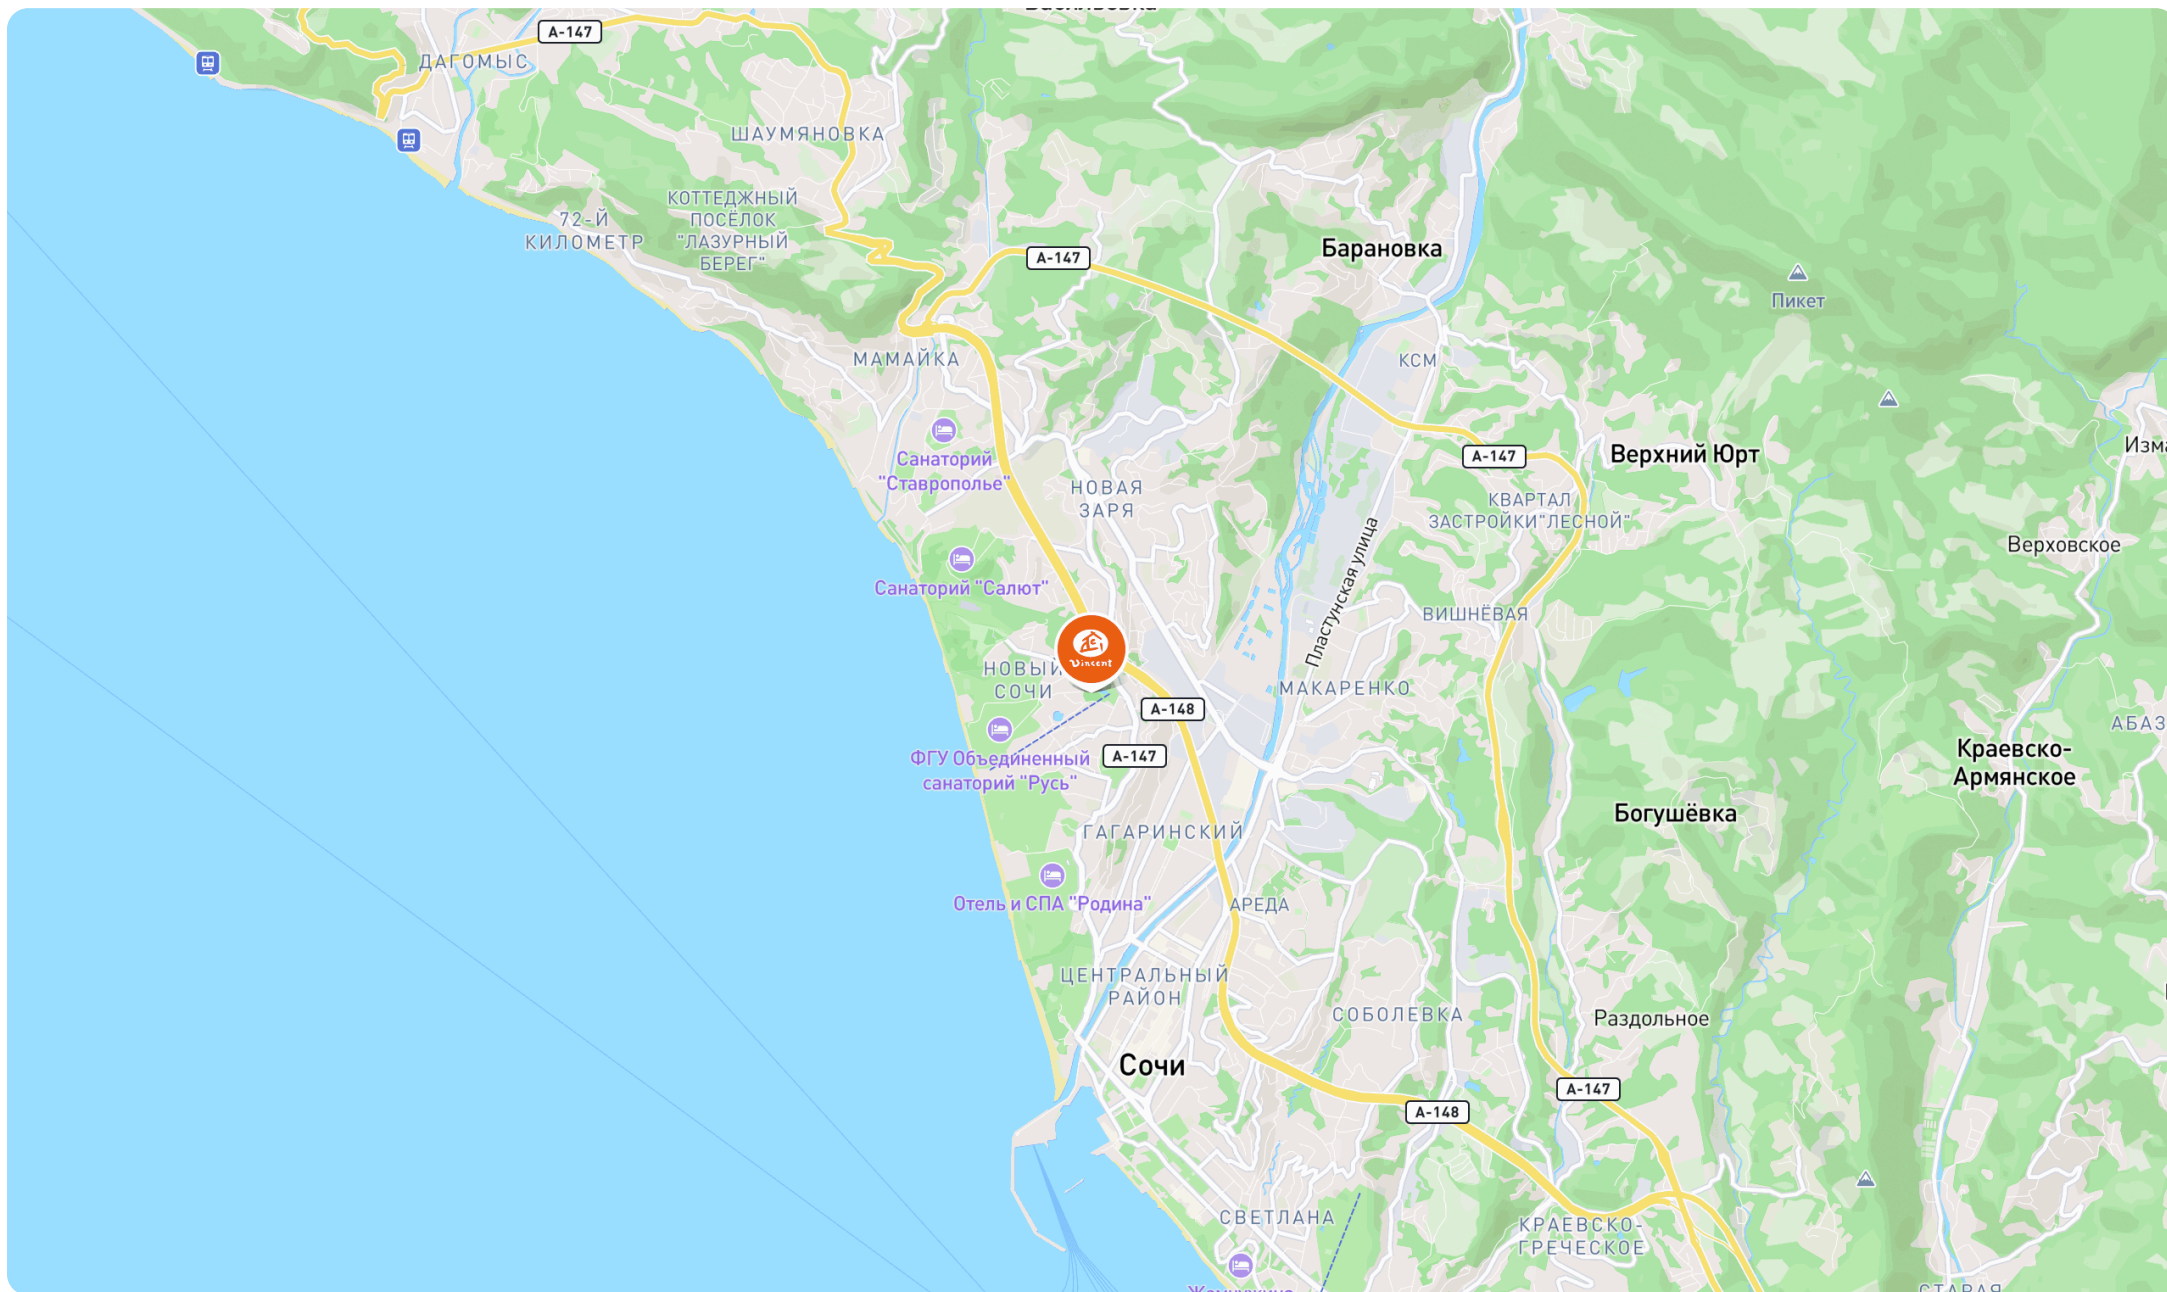 Васильевка
А-147
ДАГОМЫС
ШАУМЯНОВКА
КОТТЕДЖНЫЙ
ПОСЁЛОК
"ЛАЗУРНЫЙ
БЕРЕГ"
72-Й
КИЛОМЕТР
А-147
Барановка
Пикет
МАМАЙКА
КСМ
Санаторий
"Ставрополье"
А-147
Верхний Юрт
Изма
НОВАЯ
ЗАРЯ
КВАРТАЛ
ЗАСТРОЙКИ"ЛЕСНОЙ"
Верховское
Санаторий "Салют"
Пластунская улица
ВИШНЁВАЯ
Vincent
НОВЫЙ
СОЧИ
МАКАРЕНКО
А-148
АБАЗ
ФГУ Объединенный
санаторий "Русь"
А-147
Краевско-
Армянское
Богушёвка
ГАГАРИНСКИЙ
Отель и СПА "Родина"
АРЕДА
ЦЕНТРАЛЬНЫЙ
РАЙОН
СОБОЛЕВКА
Раздольное
Сочи
А-147
А-148
СВЕТЛАНА
КРАЕВСКО-
ГРЕЧЕСКОЕ
Жемчужина
СТАРАЯ